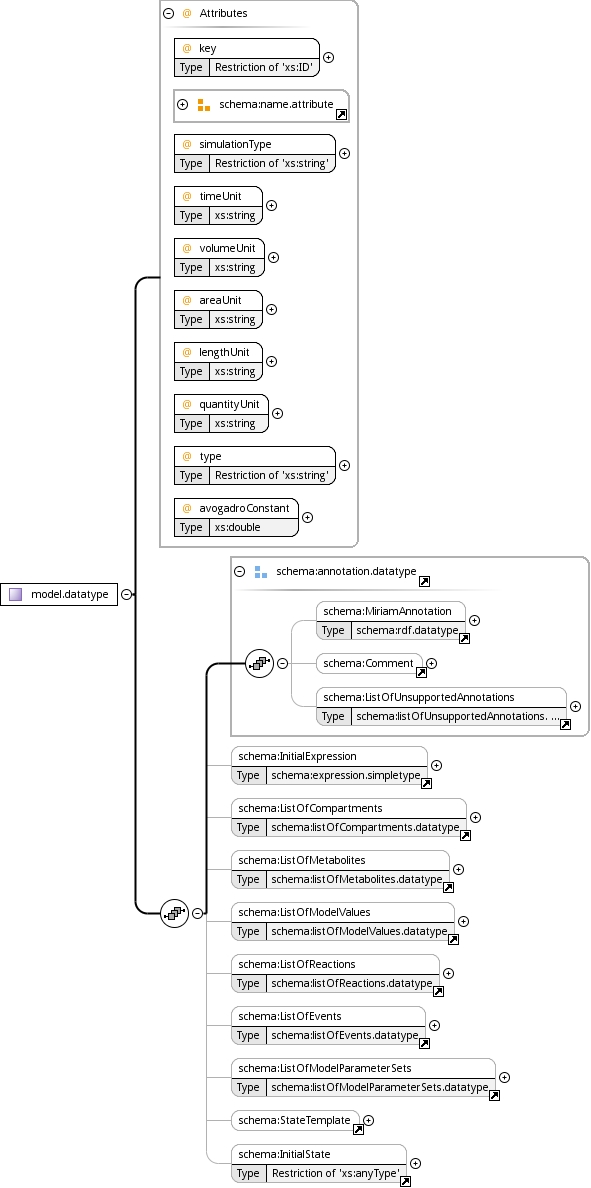 Attributes
@ key
Type Restriction of 'xs:ID'
schema:name.attribute
@ simulationType
Type Restriction of 'xs:string'
@ timeUnit
Type xs:string
@ volumeUnit
Type xs:string
@ areaUnit
Type xs:string
@ lengthUnit
Type xs:string
@ quantityUnit
Type xs:string
@ type
Type Restriction of 'xs:string'
@ avogadroConstant
Type xs:double
model.datatype
schema:annotation.datatype
schema:MiriamAnnotation
Type schema:rdf.datatype
schema:Comment
schema:ListOfUnsupportedAnnotations
Type schema:listOfUnsupportedAnnotations. ...
schema:InitialExpression
Type schema:expression.simpletype
schema:ListOfCompartments
Type schema:listOfCompartments.datatype
schema:ListOfMetabolites
Type schema:listOfMetabolites.datatype
schema:ListOfModelValues
Type schema:listOfModelValues.datatype
schema:ListOfReactions
Type schema:listOfReactions.datatype
schema:ListOfEvents
Type schema:listOfEvents.datatype
schema:ListOfModelParameterSets
Type schema:listOfModelParameterSets.datatype
schema:StateTemplate
schema:InitialState
Type Restriction of 'xs:anyType'